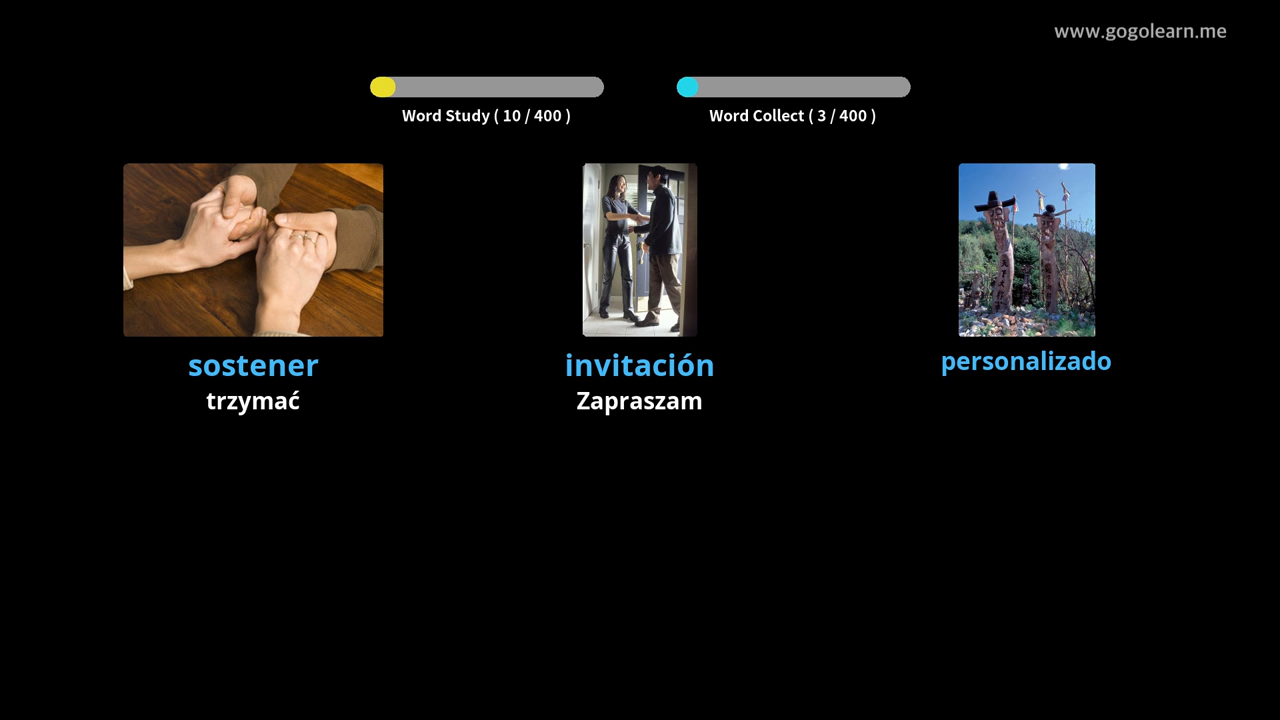 www.gogolearn.me
Word Study ( 10 / 400 )
Word Collect ( 3 / 400 )
sostener
trzymać
invitación
Zapraszam
personalizado